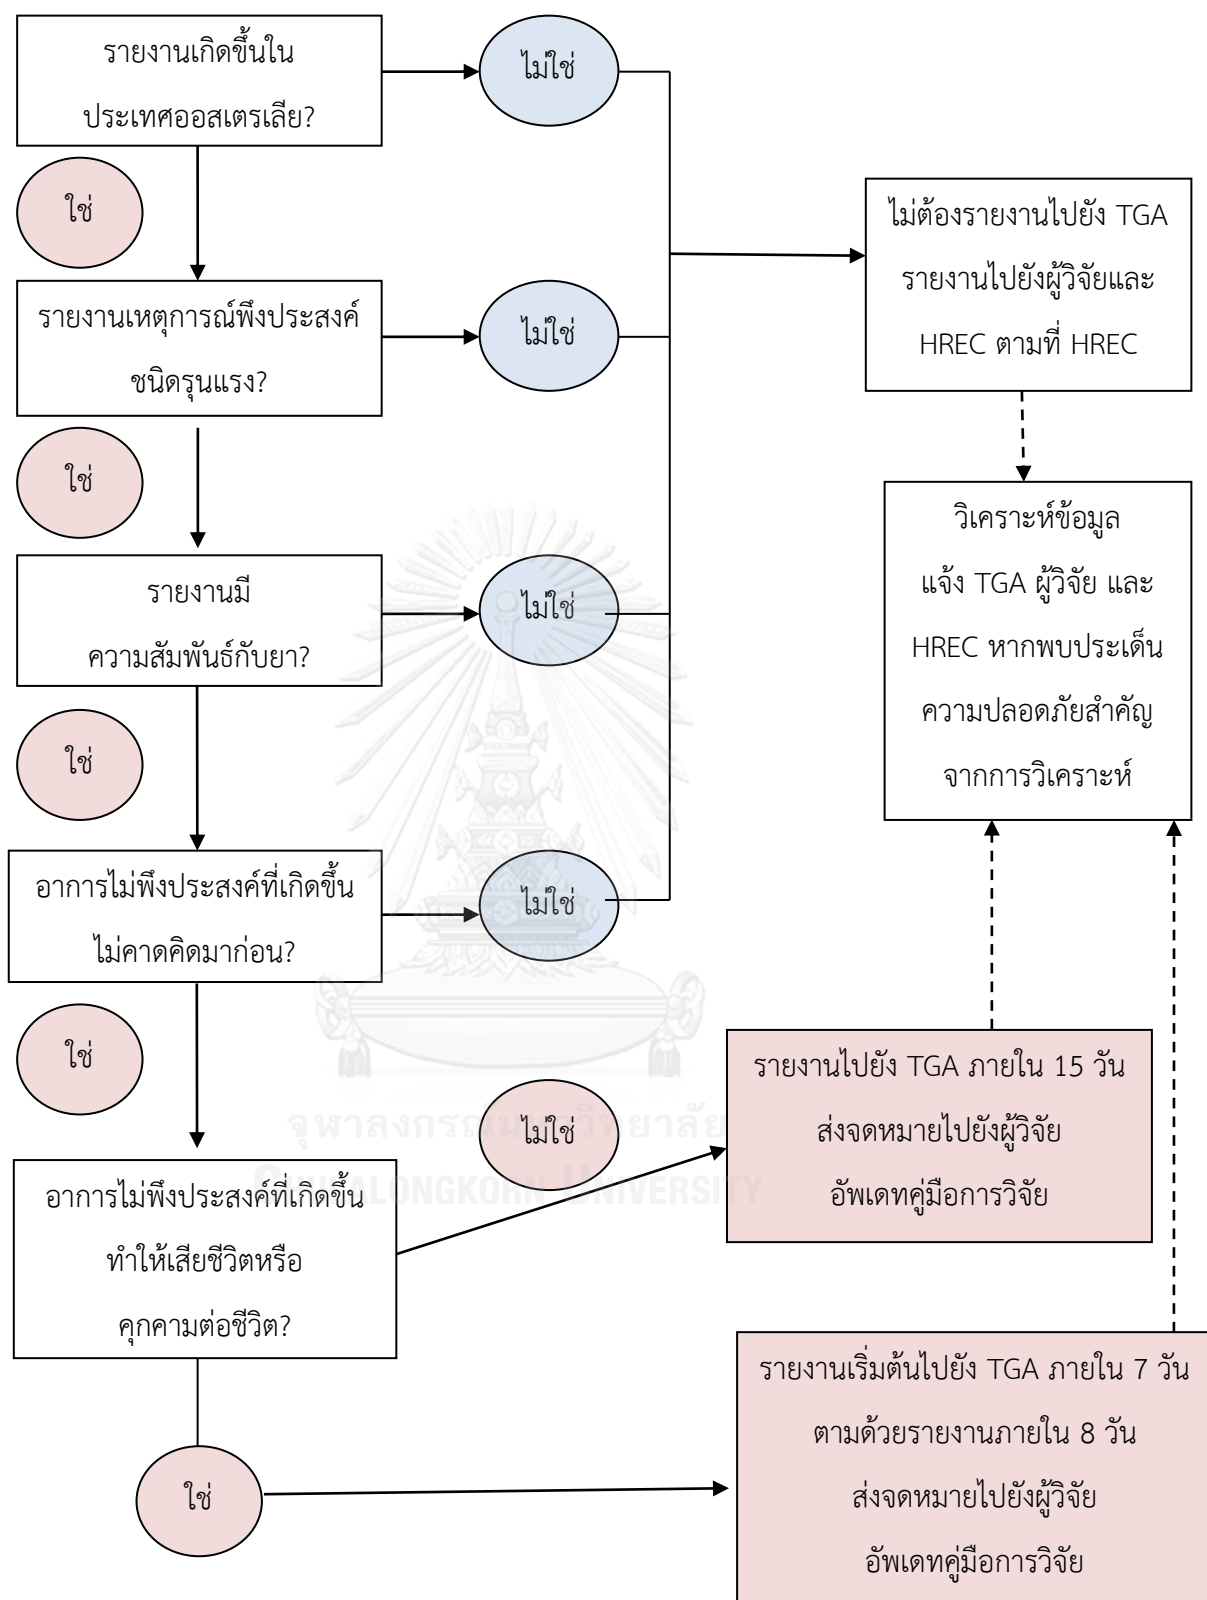 รายงานเกิดขึ้นใน
ประเทศออสเตรเลีย?
ไม่ใช่
ใช่
ไม่ต้องรายงานไปยัง TGA
รายงานไปยังผู้วิจัยและ
HREC ตามที่ HREC
รายงานเหตุการณ์พึงประสงค์
ชนิดรุนแรง?
ไม่ใช่
ใช่
วิเคราะห์ข้อมูล
แจ้ง TGA ผู้วิจัย และ
HREC หากพบประเด็น
ความปลอดภัยสำคัญ
จากการวิเคราะห์
รายงานมี
ความสัมพันธ์กับยา?
ไม่ใช่
ใช่
อาการไม่พึงประสงค์ที่เกิดขึ้น
ไม่คาดคิดมาก่อน?
ไม่ใช่
ใช่
ไม่ใช่
รายงานไปยัง TGA ภายใน 15 วัน
ส่งจดหมายไปยังผู้วิจัย
อัพเดทคู่มือการวิจัย
จุฬาลงกรณ์มหาวิทยาลัย
CHULALONGKORN UNIVERSITY
อาการไม่พึงประสงค์ที่เกิดขึ้น
ทำให้เสียชีวิตหรือ
คุกคามต่อชีวิต?
ใช่
รายงานเริ่มต้นไปยัง TGA ภายใน 7 วัน
ตามด้วยรายงานภายใน 8 วัน
ส่งจดหมายไปยังผู้วิจัย
อัพเดทคู่มือการวิจัย